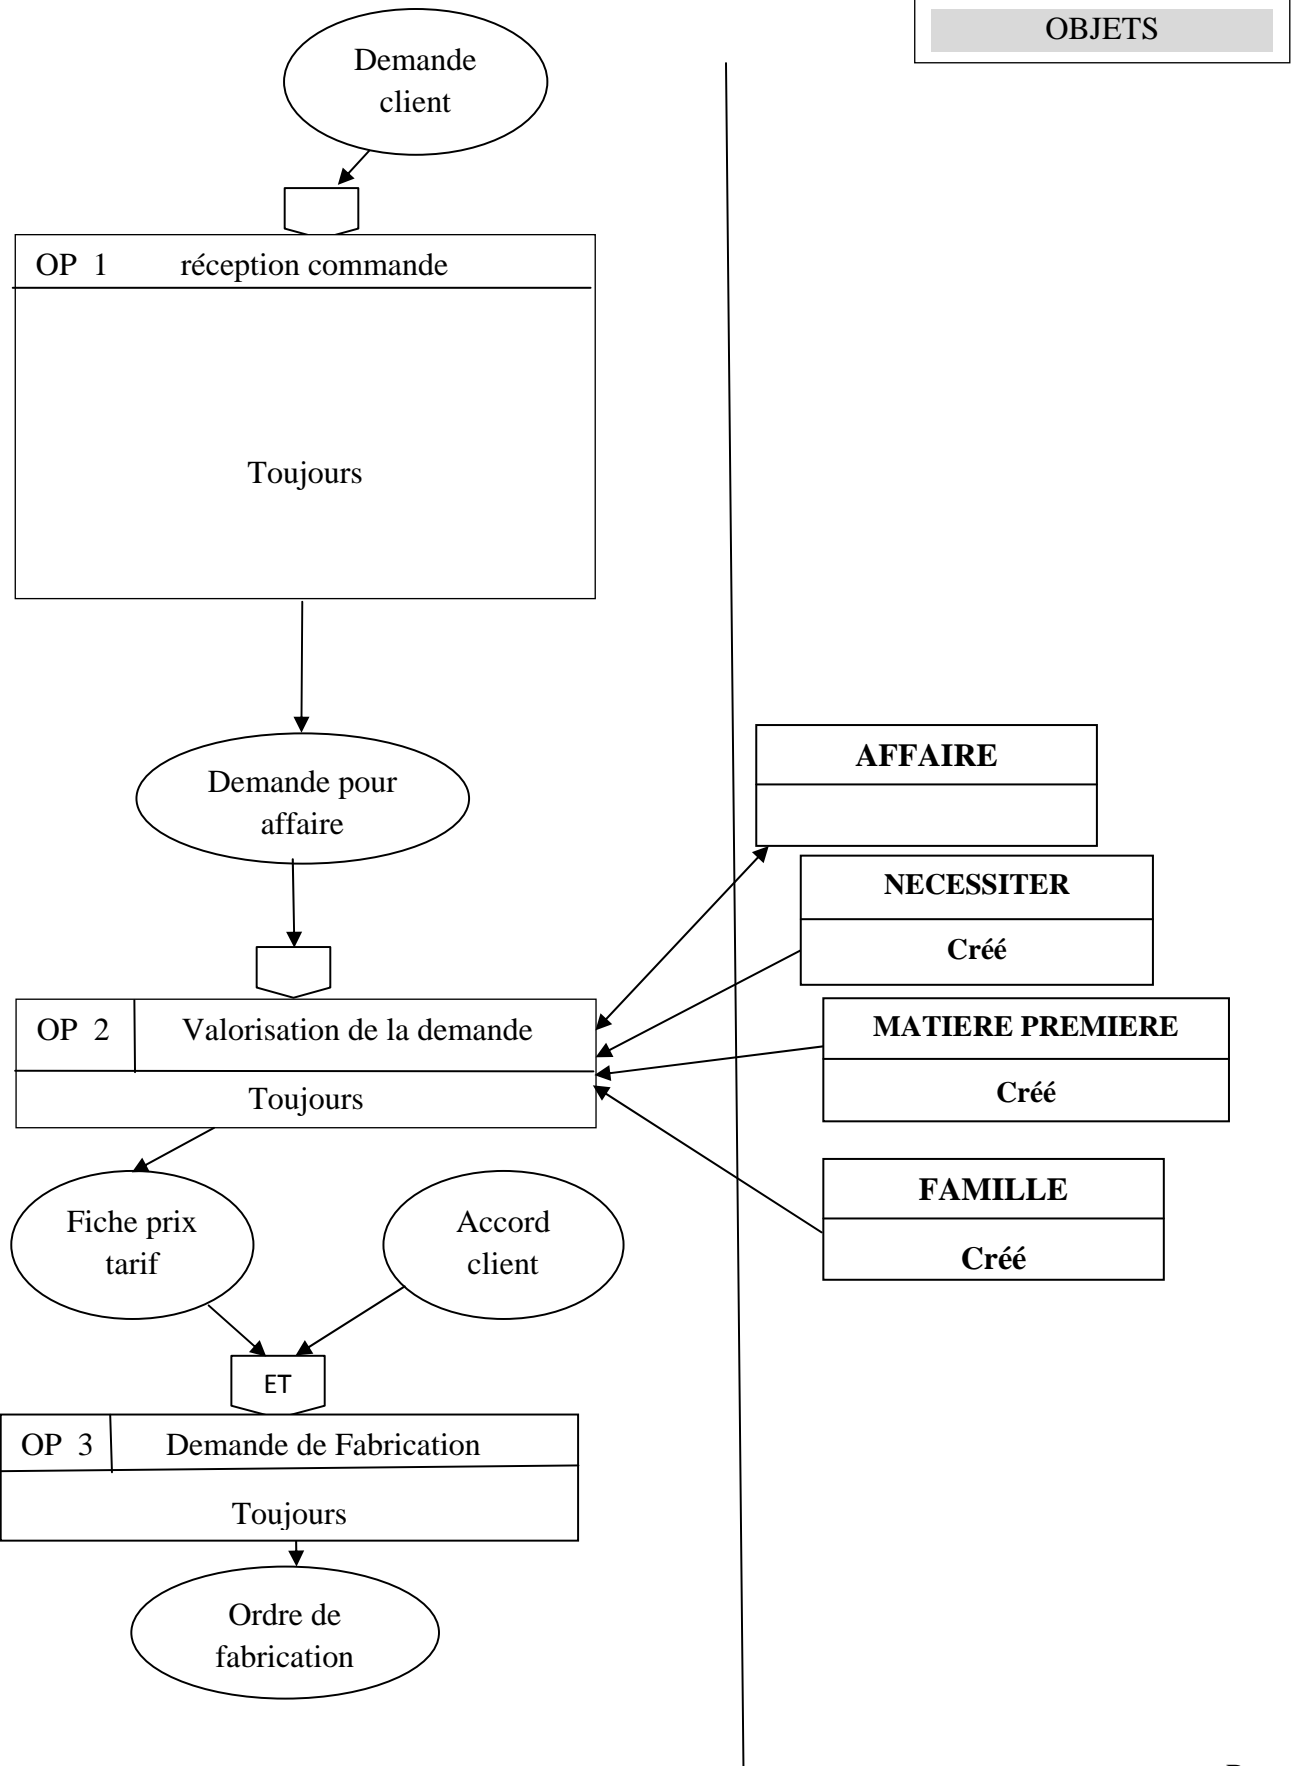 OBJETS
Demande
client
OP 1 réception commande
Toujours
Demande pour
affaire
AFFAIRE
NECESSITER
Créé
OP 2 Valorisation de la demande
Toujours
MATIERE PREMIERE
Créé
FAMILLE
Créé
Fiche prix
tarif
Accord
client
ET
OP 3 Demande de Fabrication
Toujours
Ordre de
fabrication